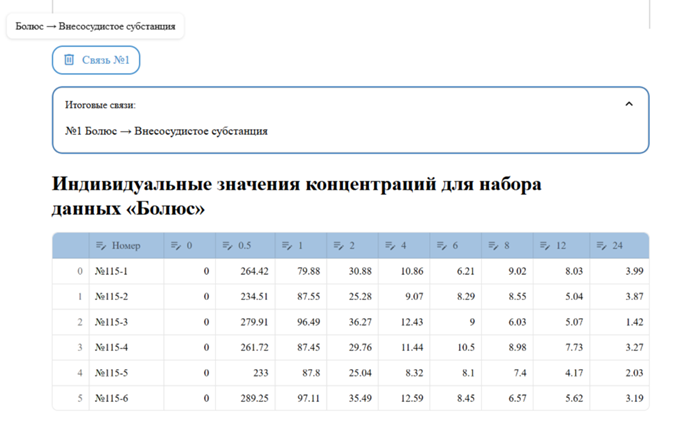 Болюс → Внесосудистое субстанция
Связь №1
Итоговые связи:
№1 Болюс → Внесосудистое субстанция
Индивидуальные значения концентраций для набора
данных «Болюс»
Номер 0 0.5 1 2 4 6 8 12 24
0 №115-1 0 264.42 79.88 30.88 10.86 6.21 9.02 8.03 3.99
1 №115-2 0 234.51 87.55 25.28 9.07 8.29 8.55 5.04 3.87
2 №115-3 0 279.91 96.49 36.27 12.43 9 6.03 5.07 1.42
3 №115-4 0 261.72 87.45 29.76 11.44 10.5 8.98 7.73 3.27
4 №115-5 0 233 87.8 25.04 8.32 8.1 7.4 4.17 2.03
5 №115-6 0 289.25 97.11 35.49 12.59 8.45 6.57 5.62 3.19